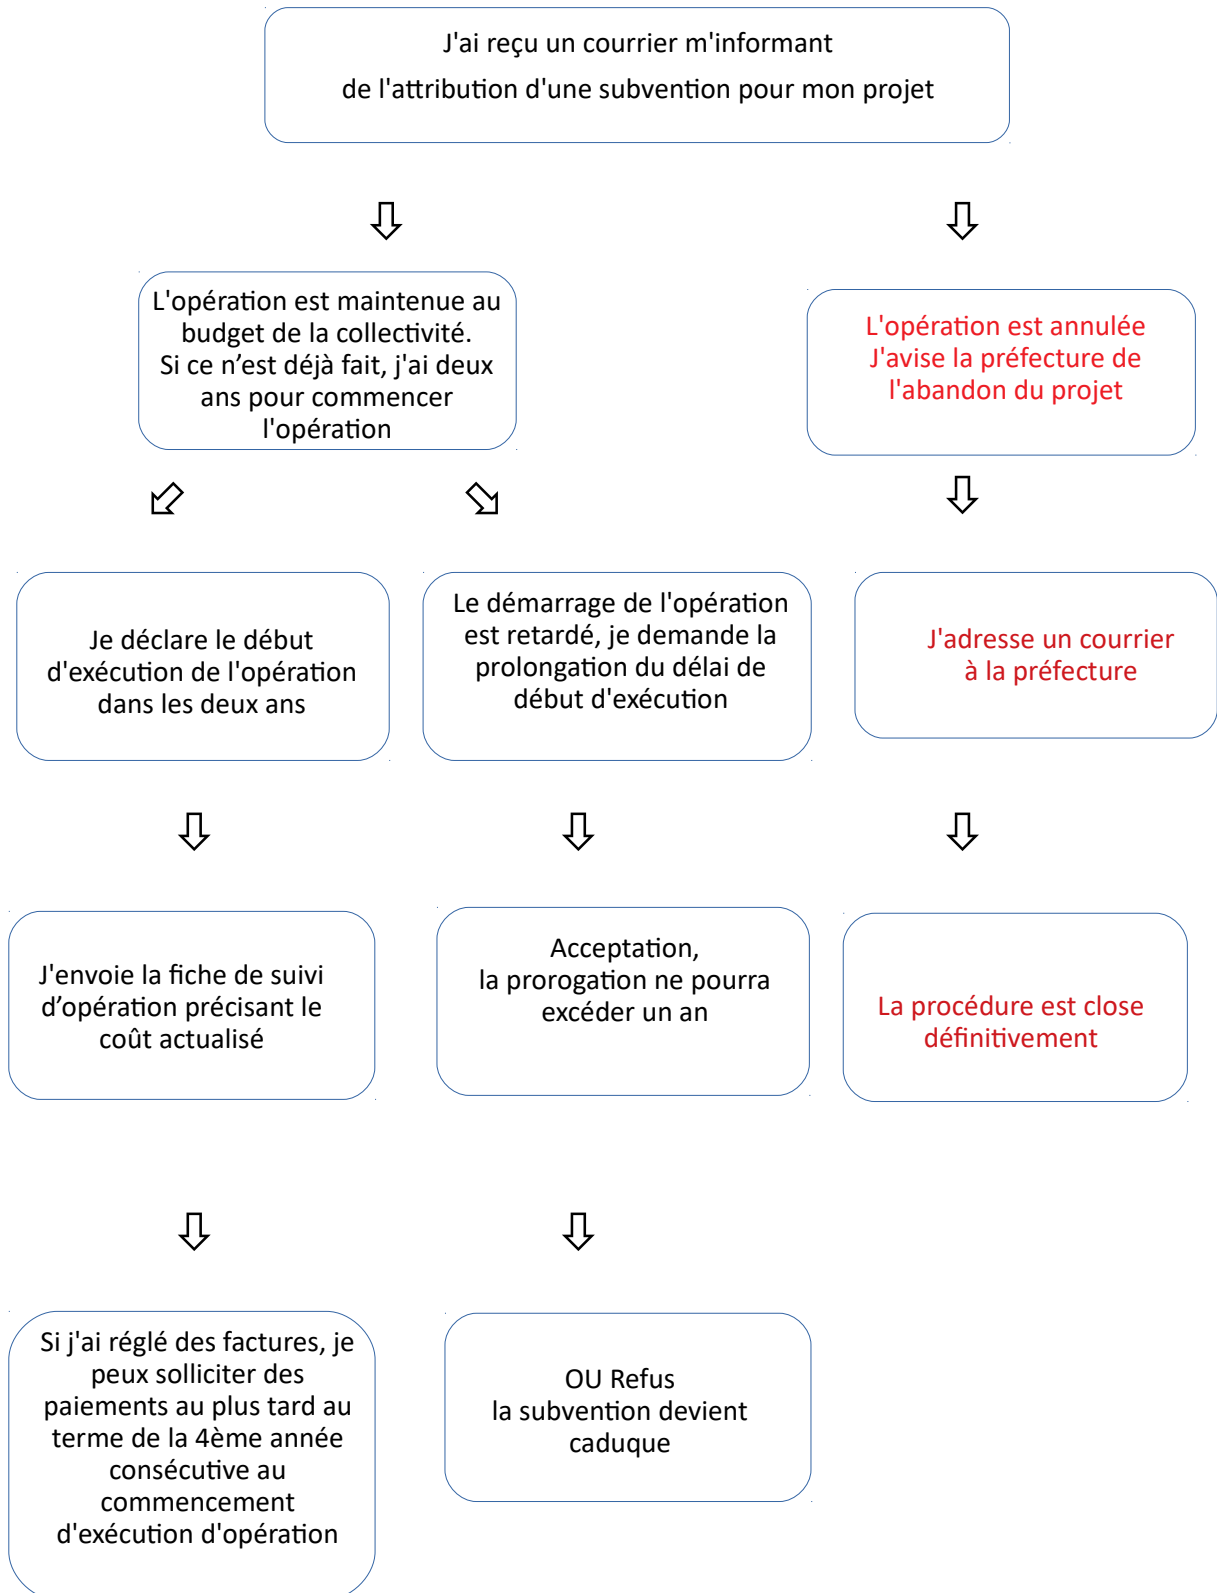 J'ai reçu un courrier m'informant
de l'attribution d'une subvention pour mon projet
L'opération est maintenue au
budget de la collectivité.
Si ce n’est déjà fait, j'ai deux
ans pour commencer
l'opération
L'opération est annulée
J'avise la préfecture de
l'abandon du projet
Je déclare le début
d'exécution de l'opération
dans les deux ans
Le démarrage de l'opération
est retardé, je demande la
prolongation du délai de
début d'exécution
J'adresse un courrier
à la préfecture
J'envoie la fiche de suivi
d’opération précisant le
coût actualisé
Acceptation,
la prorogation ne pourra
excéder un an
La procédure est close
définitivement
Si j'ai réglé des factures, je
peux solliciter des
paiements au plus tard au
terme de la 4ème année
consécutive au
commencement
d'exécution d'opération
OU Refus
la subvention devient
caduque